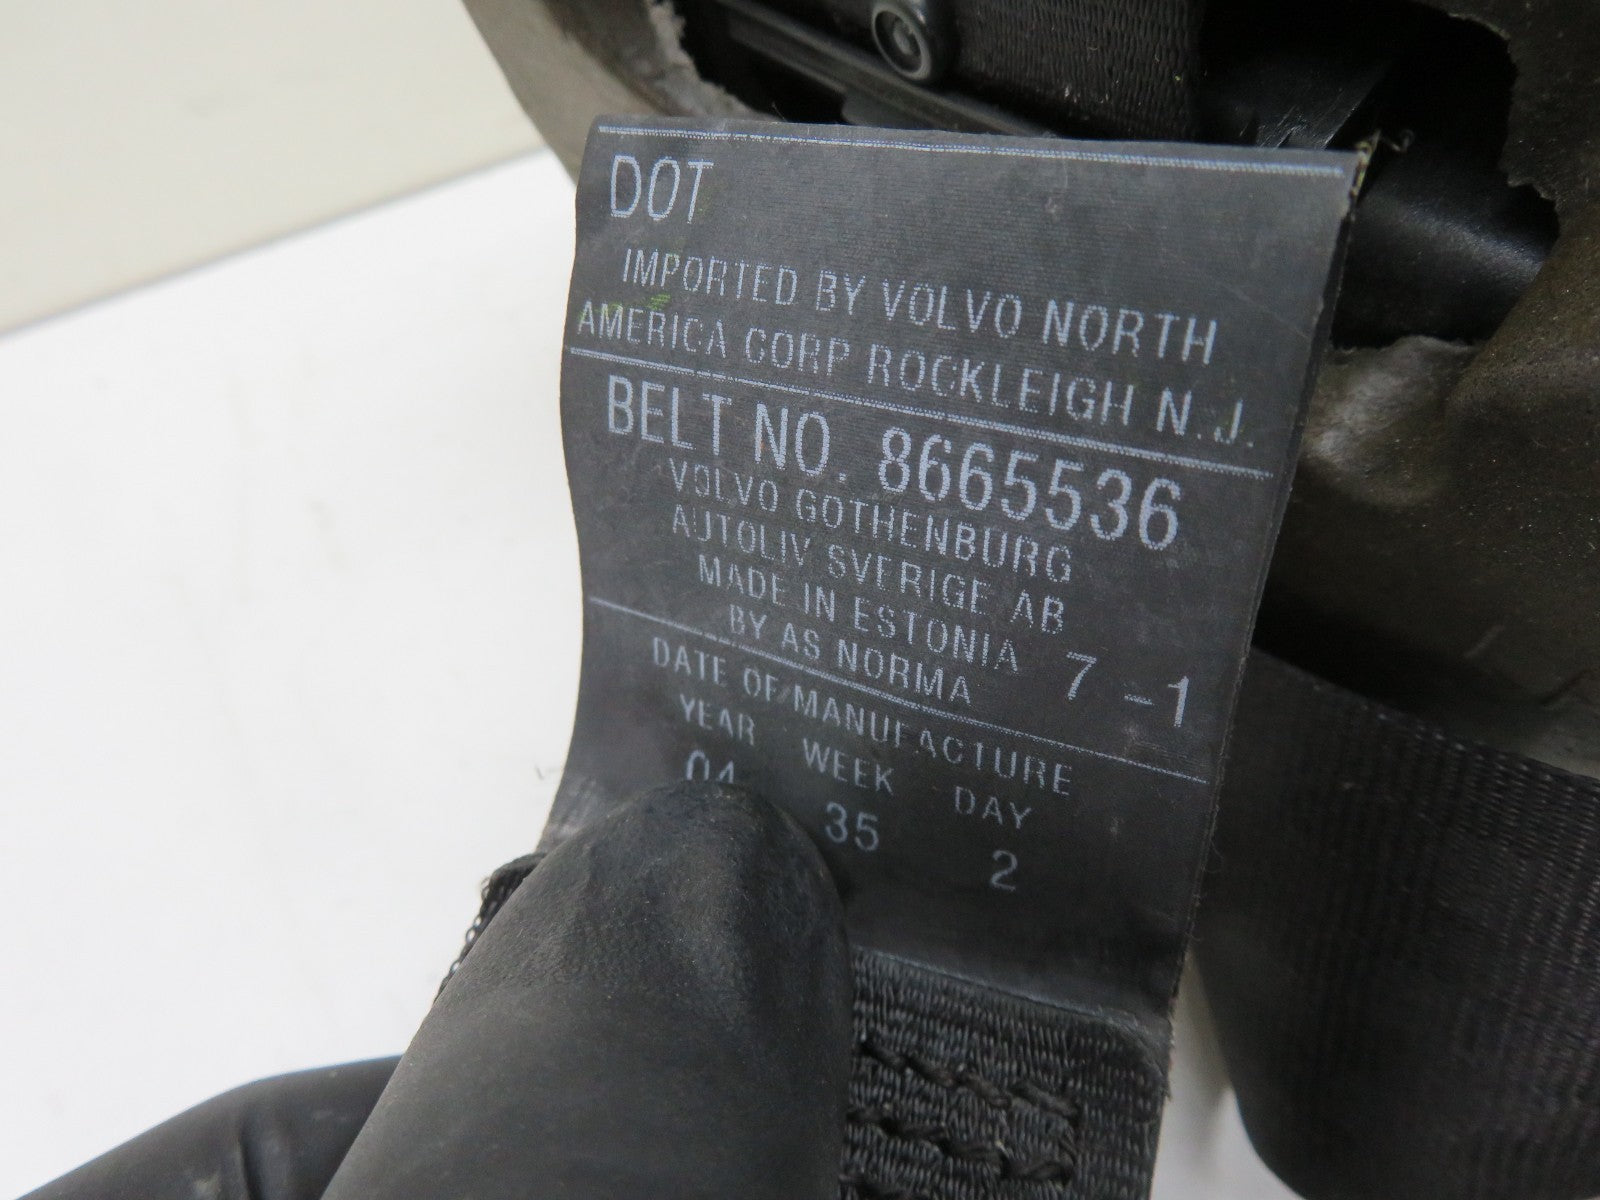 DOT
IMPORTED BY VOLVO NORTH
AMERICA CORP ROCKLEIGH N.J.
BELT NO. 8665536
VOLVO GOTHENBURG
AUTOLIV SVERIGE AB
MADE IN ESTONIA 7 -1
BY AS NORMA
DATE OF MANUFACTURE
YEAR WEEK DAY
04 35 2